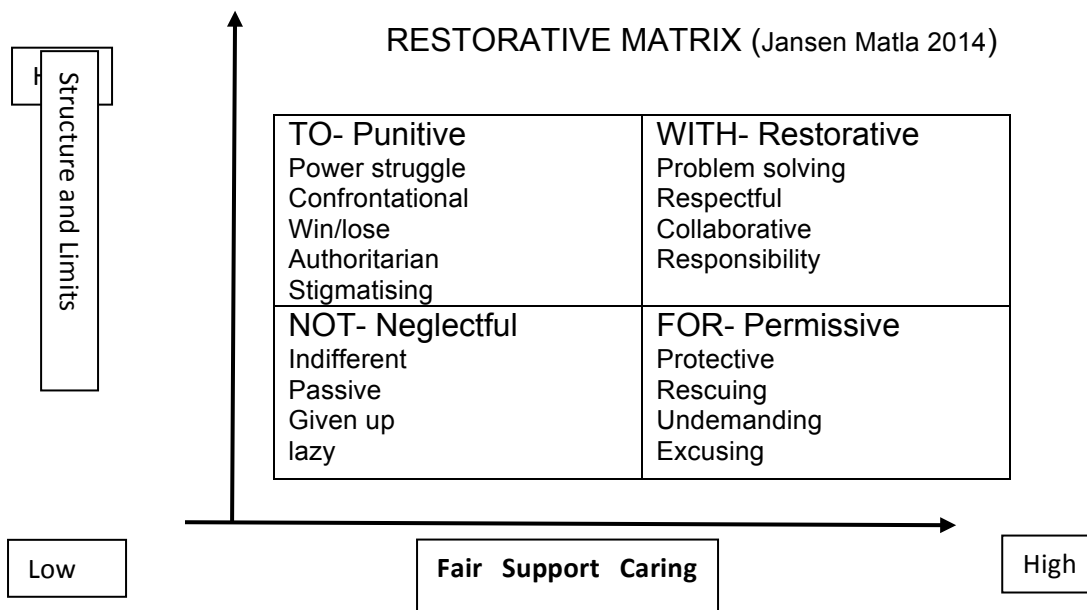 RESTORATIVE MATRIX (Jansen Matla 2014)
Structure and Limits
TO- Punitive
Power struggle
Confrontational
Win/lose
Authoritarian
Stigmatising
WITH- Restorative
Problem solving
Respectful
Collaborative
Responsibility
NOT- Neglectful
Indifferent
Passive
Given up
lazy
FOR- Permissive
Protective
Rescuing
Undemanding
Excusing
Low
Fair Support Caring
High